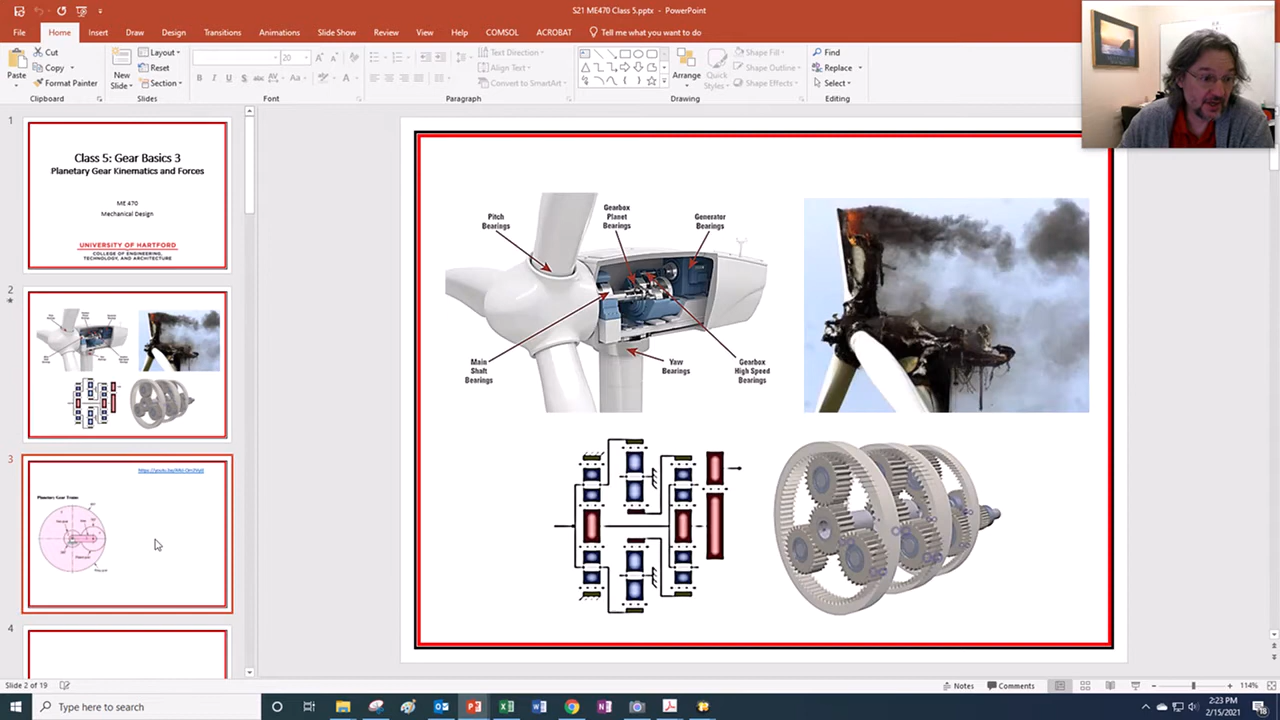 S21 ME470 Class 5.pptx - PowerPoint
File
Home
Insert
Draw
Design
Transitions
Animations
Slide Show
Review
View
Help
COMSOL
ACROBAT
Tell me what you want to do
Paste
Cut
Copy
Format Painter
Clipboard
New
Slide
Layout
Reset
Section
Slides
20
B I U S abc AV Aa A
Font
Text Direction
Align Text
Convert to SmartArt
Paragraph
Arrange
Quick
Styles
Shape Fill
Shape Outline
Shape Effects
Drawing
Find
Replace
Select
Editing
1
Class 5: Gear Basics 3
Planetary Gear Kinematics and Forces
ME 470
Mechanical Design
UNIVERSITY OF HARTFORD
COLLEGE OF ENGINEERING,
TECHNOLOGY, AND ARCHITECTURE
2
3
Planetary Gear Trains
4
Pitch
Bearings
Gearbox
Planet
Bearings
Generator
Bearings
Main
Shaft
Bearings
Yaw
Bearings
Gearbox
High Speed
Bearings
Slide 2 of 19
Notes
Comments
114%
Type here to search
2:23 PM
2/15/2021
18